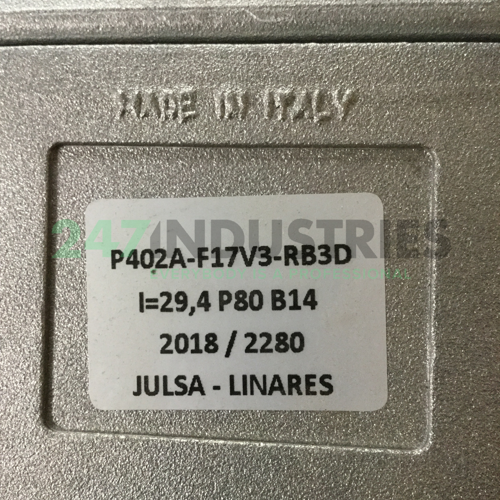 MADE IN ITALY
247INDUSTRIES
P402A-F17V3-RB3D
I=29,4 P80 B14
2018 / 2280
JULSA - LINARES